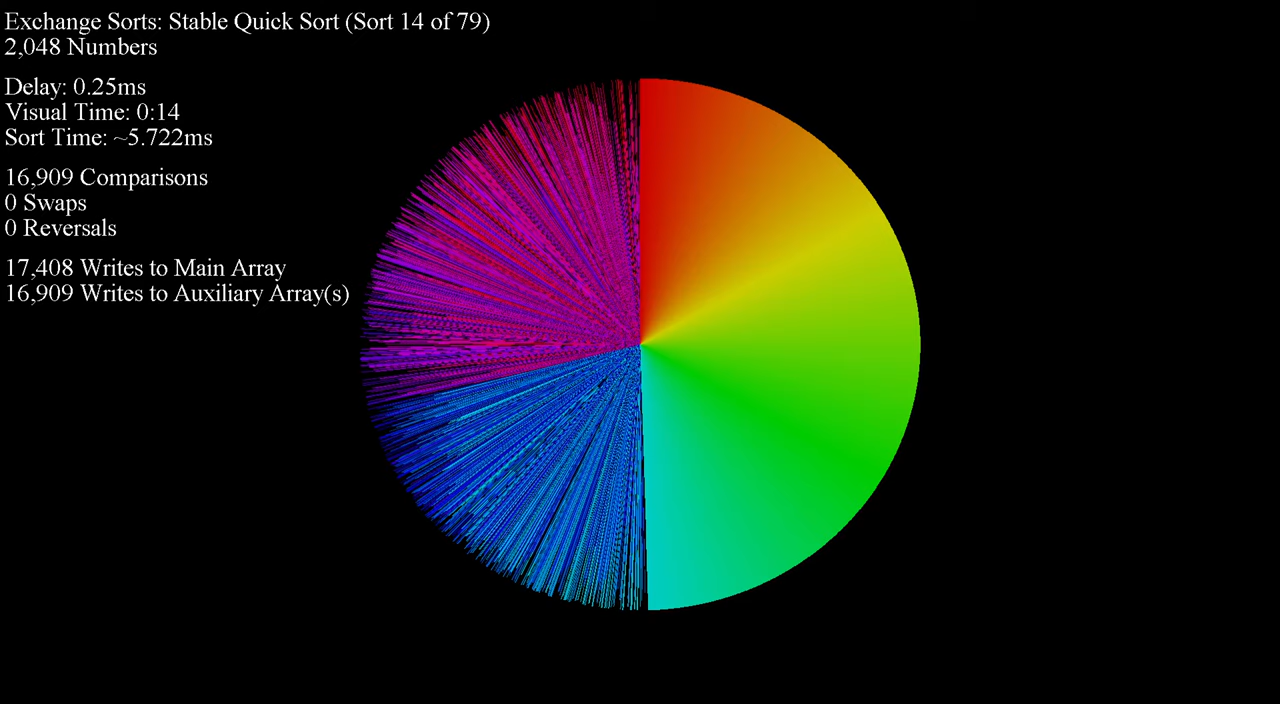 Exchange Sorts: Stable Quick Sort (Sort 14 of 79)
2,048 Numbers
Delay: 0.25ms
Visual Time: 0:14
Sort Time: ~5.722ms
16,909 Comparisons
0 Swaps
0 Reversals
17,408 Writes to Main Array
16,909 Writes to Auxiliary Array(s)